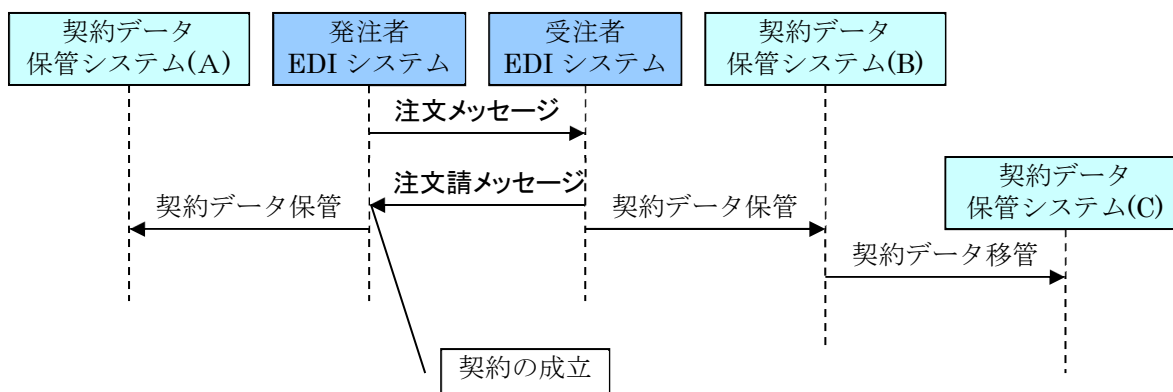 契約データ
保管システム(A)
発注者
EDI システム
受注者
EDI システム
契約データ
保管システム(B)
注文メッセージ
注文請メッセージ
契約データ
保管システム(C)
契約データ保管
契約データ保管
契約データ移管
契約の成立